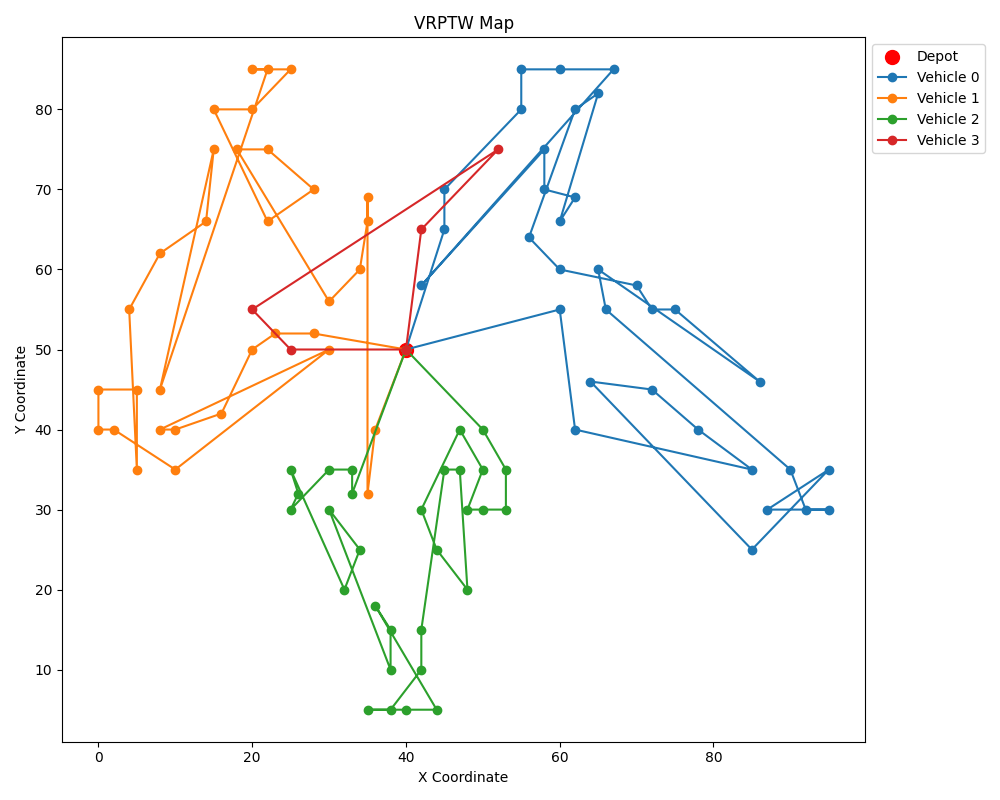 VRPTW Map
Depot
Vehicle 0
Vehicle 1
Vehicle 2
Vehicle 3
80
70
60
50
40
30
20
10
Y Coordinate
0 20 40 60 80
X Coordinate